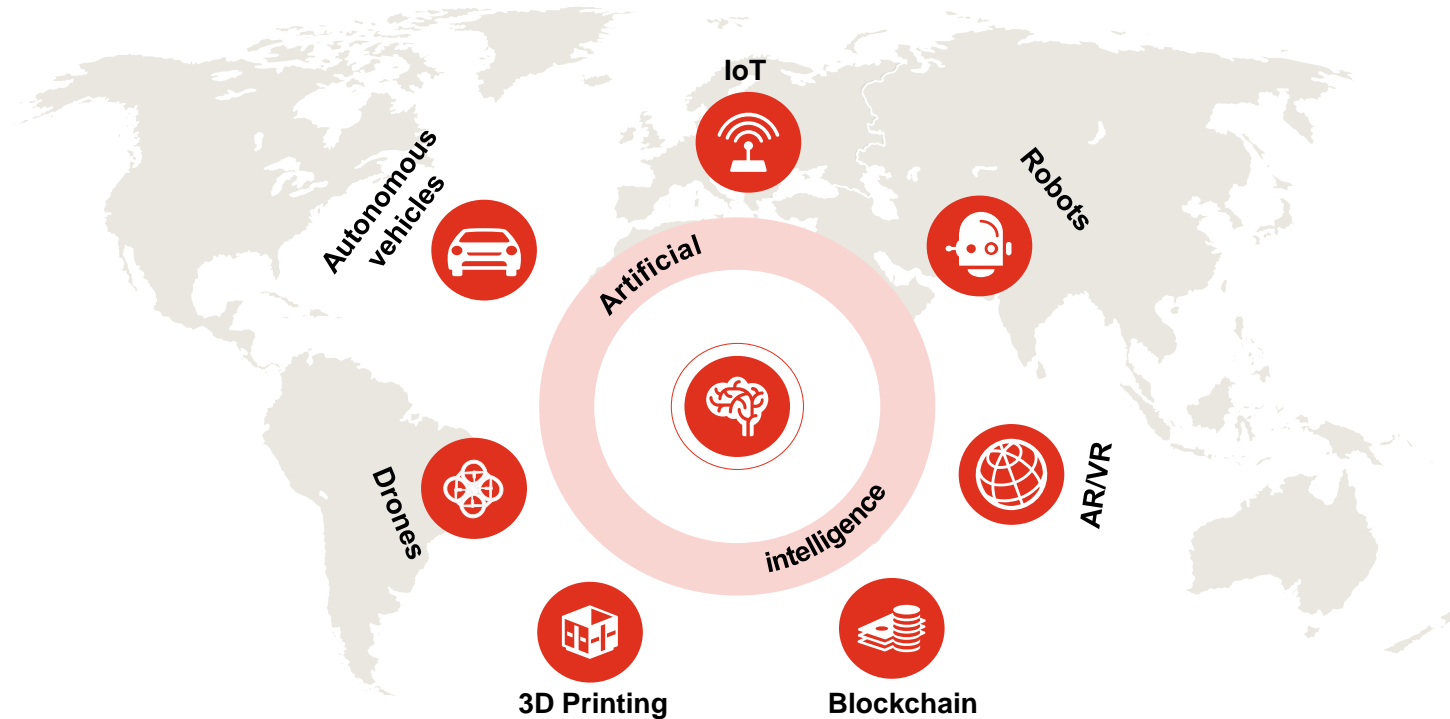 IoT
Robots
Autonomous
vehicles
Artificial
intelligence
AR/VR
Drones
3D Printing
Blockchain